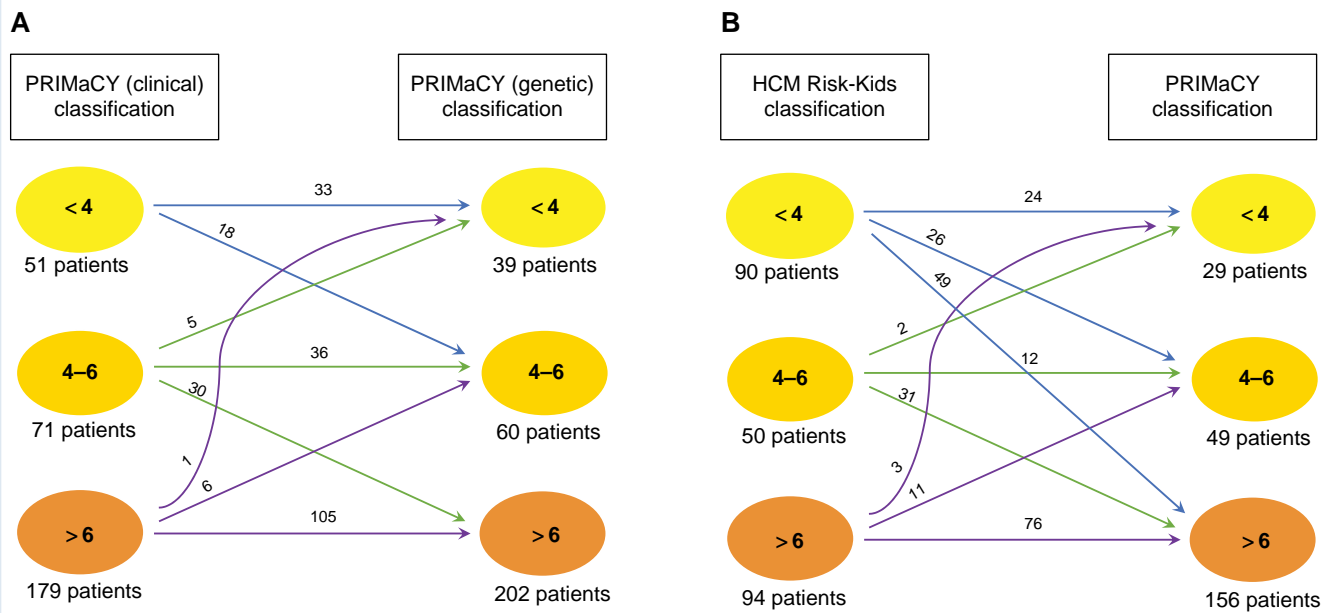 A
PRIMaCY (clinical)
classification
PRIMaCY (genetic)
classification
< 4
51 patients
33
18
< 4
39 patients
4–6
71 patients
5
36
30
4–6
60 patients
> 6
179 patients
1
6
105
> 6
202 patients
B
HCM Risk-Kids
classification
PRIMaCY
classification
< 4
90 patients
24
26
49
< 4
29 patients
4–6
50 patients
2
12
31
4–6
49 patients
> 6
94 patients
3
11
76
> 6
156 patients